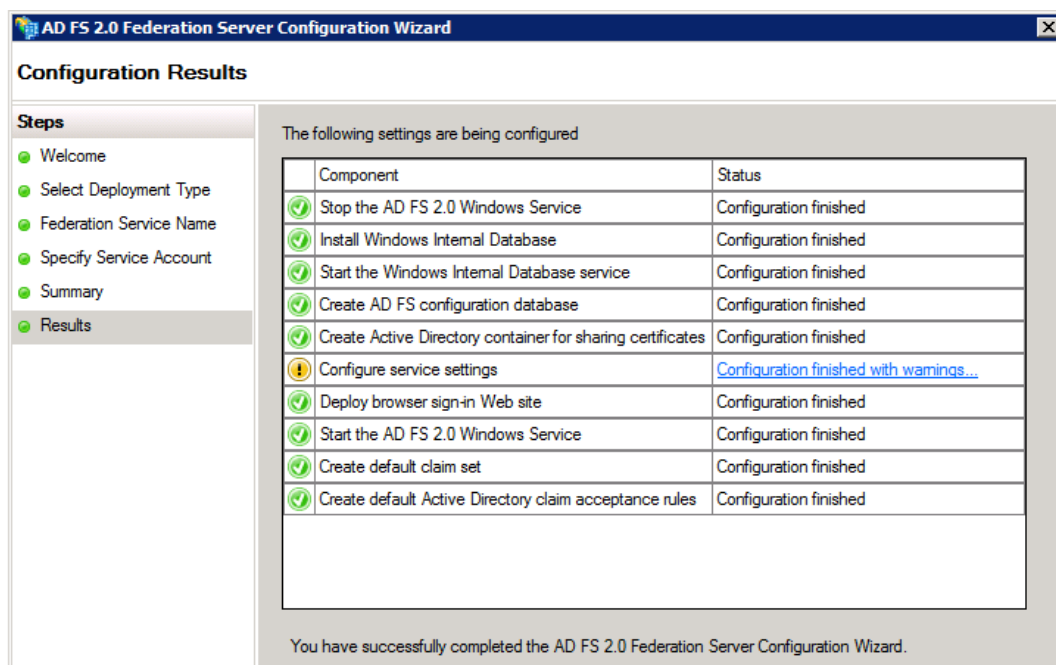 AD FS 2.0 Federation Server Configuration Wizard
Configuration Results
Steps
Welcome
Select Deployment Type
Federation Service Name
Specify Service Account
Summary
Results
The following settings are being configured
Component Status
Stop the AD FS 2.0 Windows Service Configuration finished
Install Windows Internal Database Configuration finished
Start the Windows Internal Database service Configuration finished
Create AD FS configuration database Configuration finished
Create Active Directory container for sharing certificates Configuration finished
Configure service settings Configuration finished with warnings...
Deploy browser sign-in Web site Configuration finished
Start the AD FS 2.0 Windows Service Configuration finished
Create default claim set Configuration finished
Create default Active Directory claim acceptance rules Configuration finished
You have successfully completed the AD FS 2.0 Federation Server Configuration Wizard.